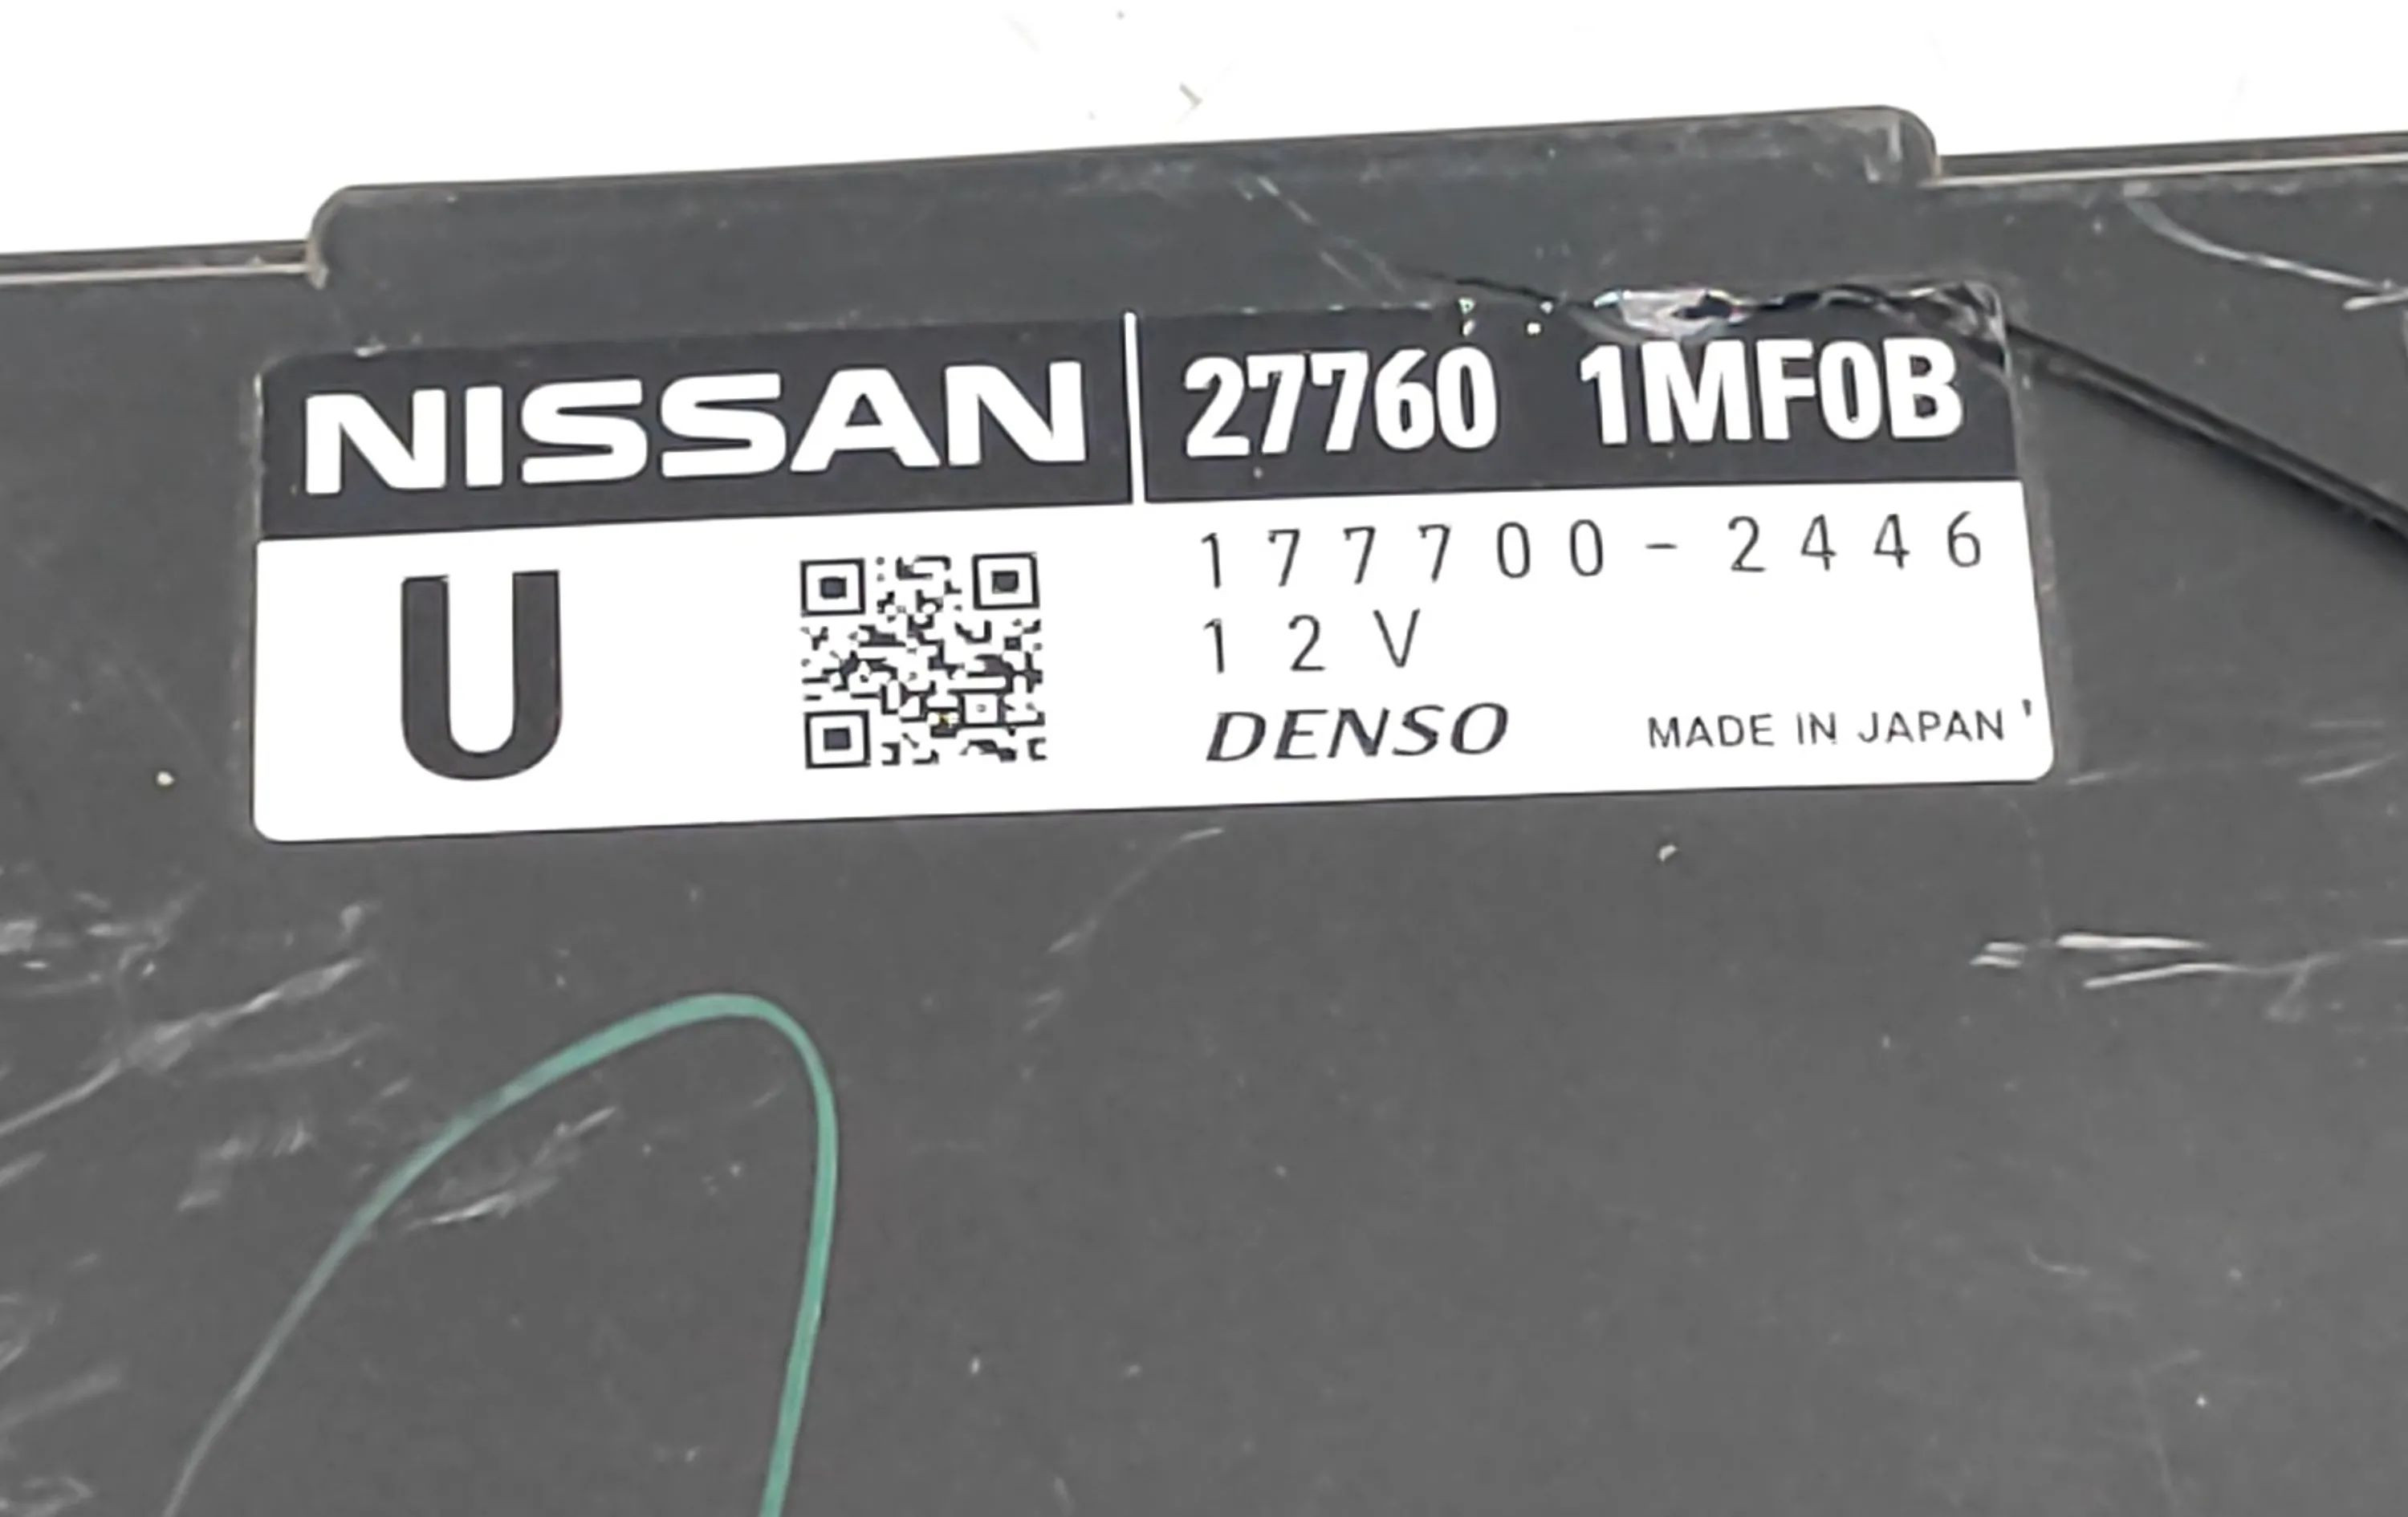 NISSAN 27760 1MF0B
U
177700-2446
12V
DENSO MADE IN JAPAN